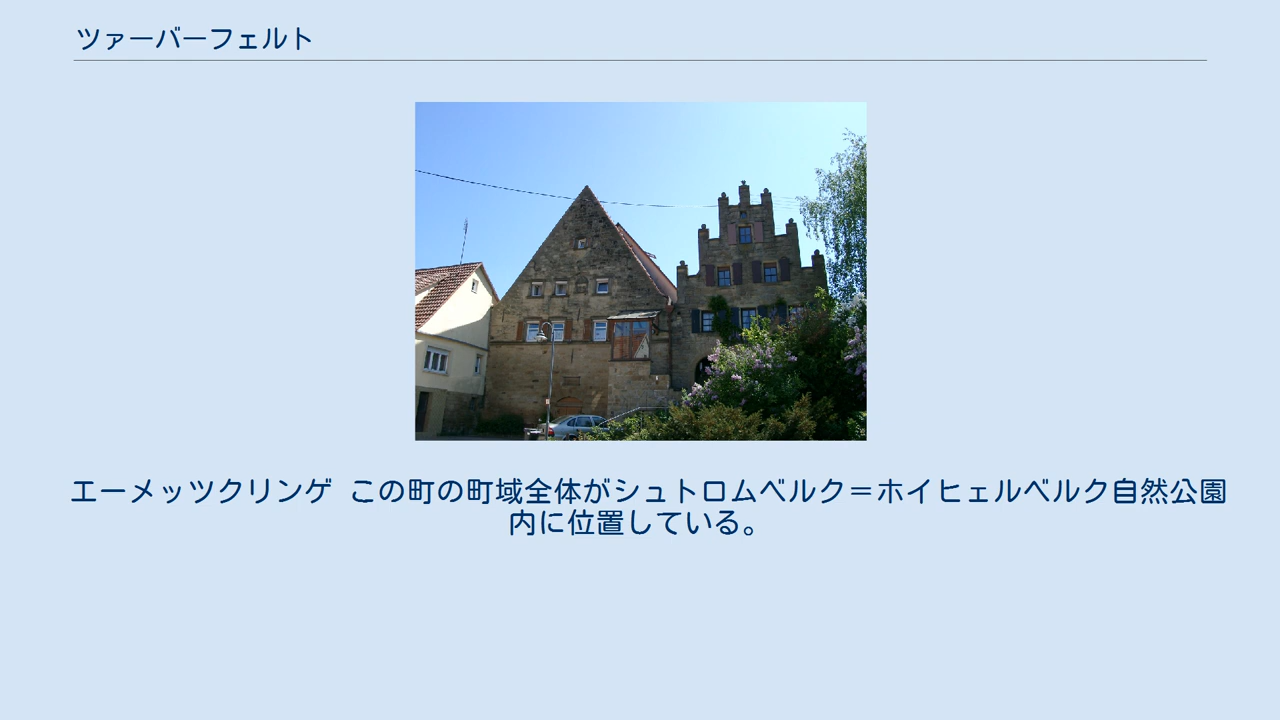 ツァーバーフェルト
エーメッツクリンゲ この町の町域全体がシュトロムベルク＝ホイヒェルベルク自然公園
内に位置している。